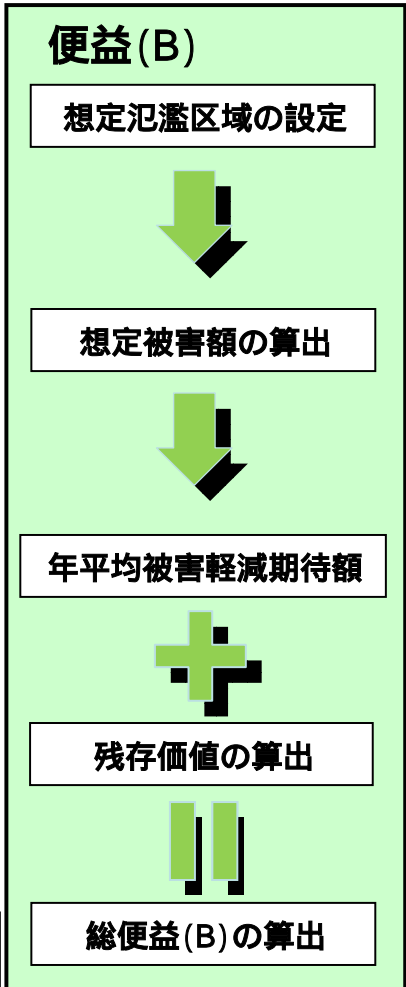 便益(B)
想定氾濫区域の設定
想定被害額の算出
年平均被害軽減期待額
残存価値の算出
総便益(B)の算出